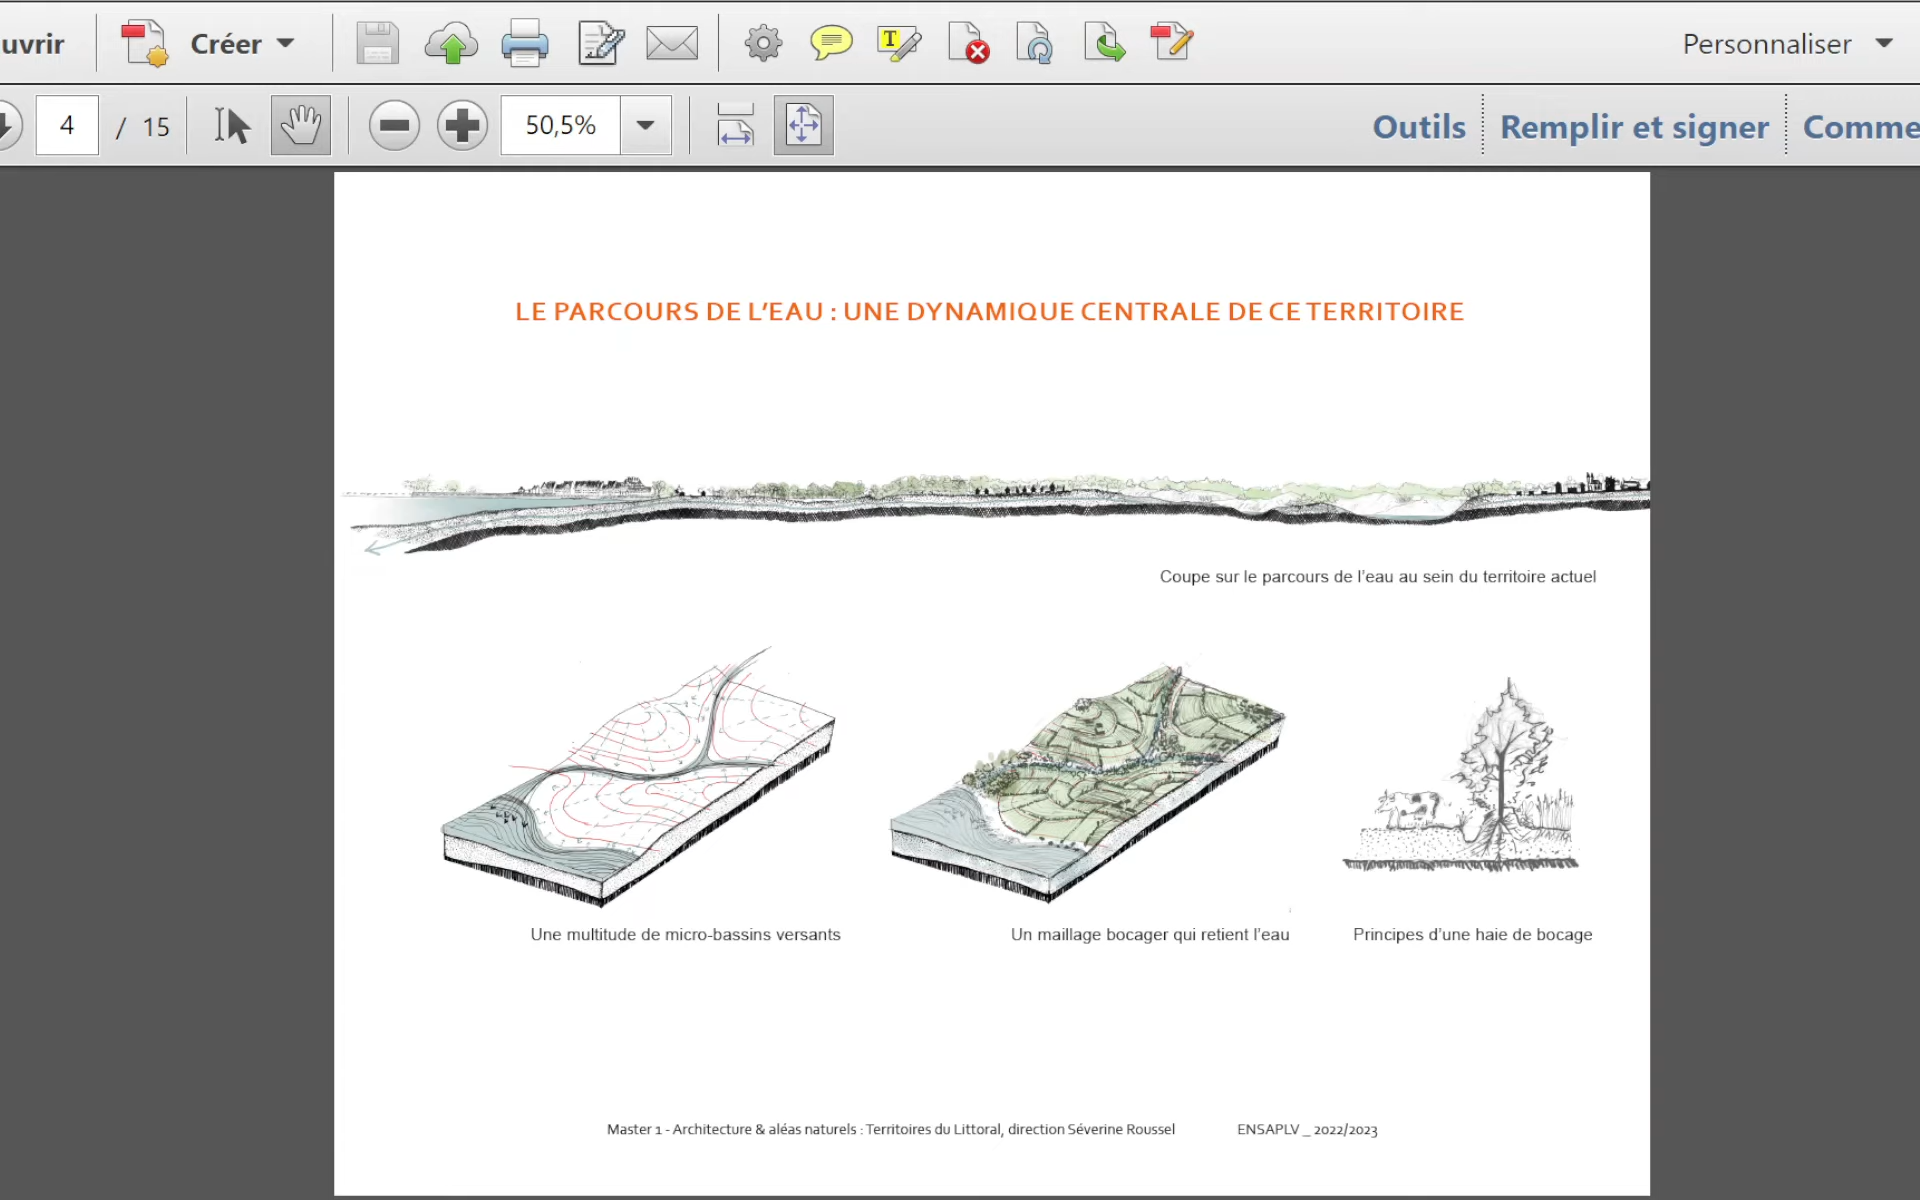 uvrir Créer Personnaliser
4 / 15 50,5% Outils Remplir et signer Comme
LE PARCOURS DE L'EAU : UNE DYNAMIQUE CENTRALE DE CE TERRITOIRE
Coupe sur le parcours de l'eau au sein du territoire actuel
Une multitude de micro-bassins versants
Un maillage bocager qui retient l'eau
Principes d'une haie de bocage
Master 1 - Architecture & aléas naturels : Territoires du Littoral, direction Séverine Roussel
ENSAPLV _ 2022/2023